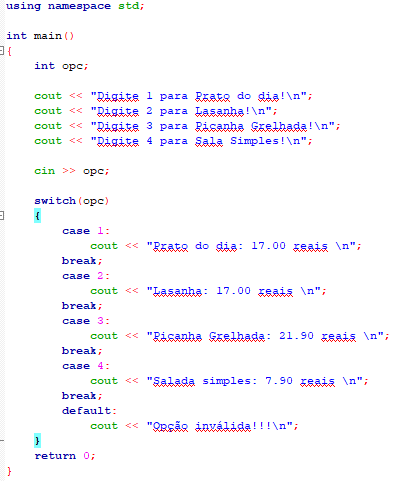 using namespace std;
int main()
{
int opc;
cout << "Digite 1 para Prato do dia!\n";
cout << "Digite 2 para Lasanha!\n";
cout << "Digite 3 para Picanha Grelhada!\n";
cout << "Digite 4 para Sala Simples!\n";
cin >> opc;
switch(opc)
{
case 1:
cout << "Prato do dia: 17.00 reais \n";
break;
case 2:
cout << "Lasanha: 17.00 reais \n";
break;
case 3:
cout << "Picanha Grelhada: 21.90 reais \n";
break;
case 4:
cout << "Salada simples: 7.90 reais \n";
break;
default:
cout << "Opção inválida!!!\n";
}
return 0;
}